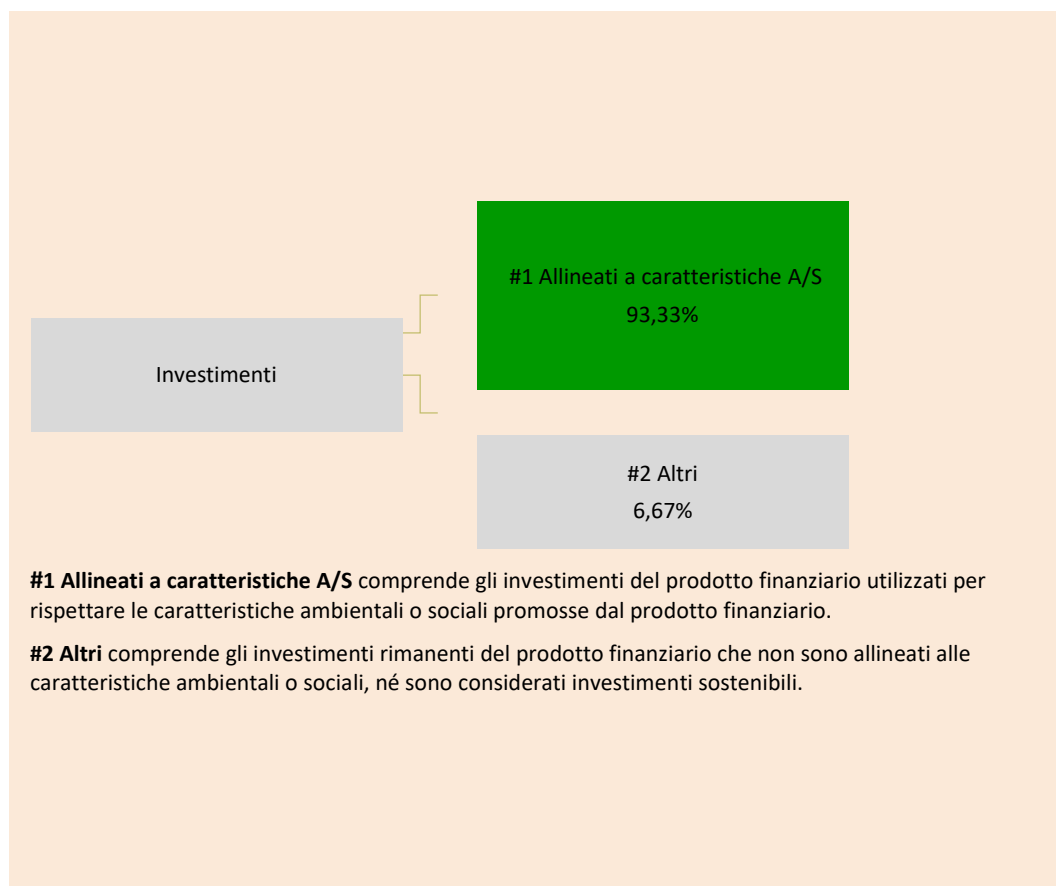 #1 Allineati a caratteristiche A/S
93,33%
Investimenti
#2 Altri
6,67%
#1 Allineati a caratteristiche A/S comprende gli investimenti del prodotto finanziario utilizzati per
rispettare le caratteristiche ambientali o sociali promosse dal prodotto finanziario.
#2 Altri comprende gli investimenti rimanenti del prodotto finanziario che non sono allineati alle
caratteristiche ambientali o sociali, né sono considerati investimenti sostenibili.